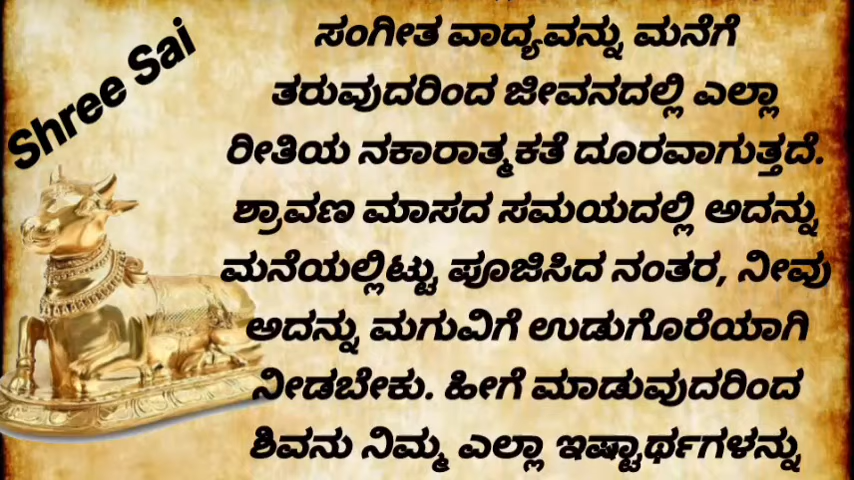 Shree Sai
ಸಂಗೀತ ವಾದ್ಯವನ್ನು ಮನೆಗೆ
ತರುವುದರಿಂದ ಜೀವನದಲ್ಲಿ ಎಲ್ಲಾ
ರೀತಿಯ ನಕಾರಾತ್ಮಕತೆ ದೂರವಾಗುತ್ತದೆ.
ಶ್ರಾವಣ ಮಾಸದ ಸಮಯದಲ್ಲಿ ಅದನ್ನು
ಮನೆಯಲ್ಲಿಟ್ಟು ಪೂಜಿಸಿದ ನಂತರ, ನೀವು
ಅದನ್ನು ಮಗುವಿಗೆ ಉಡುಗೊರೆಯಾಗಿ
ನೀಡಬೇಕು. ಹೀಗೆ ಮಾಡುವುದರಿಂದ
ಶಿವನು ನಿಮ್ಮ ಎಲ್ಲಾ ಇಷ್ಟಾರ್ಥಗಳನ್ನು